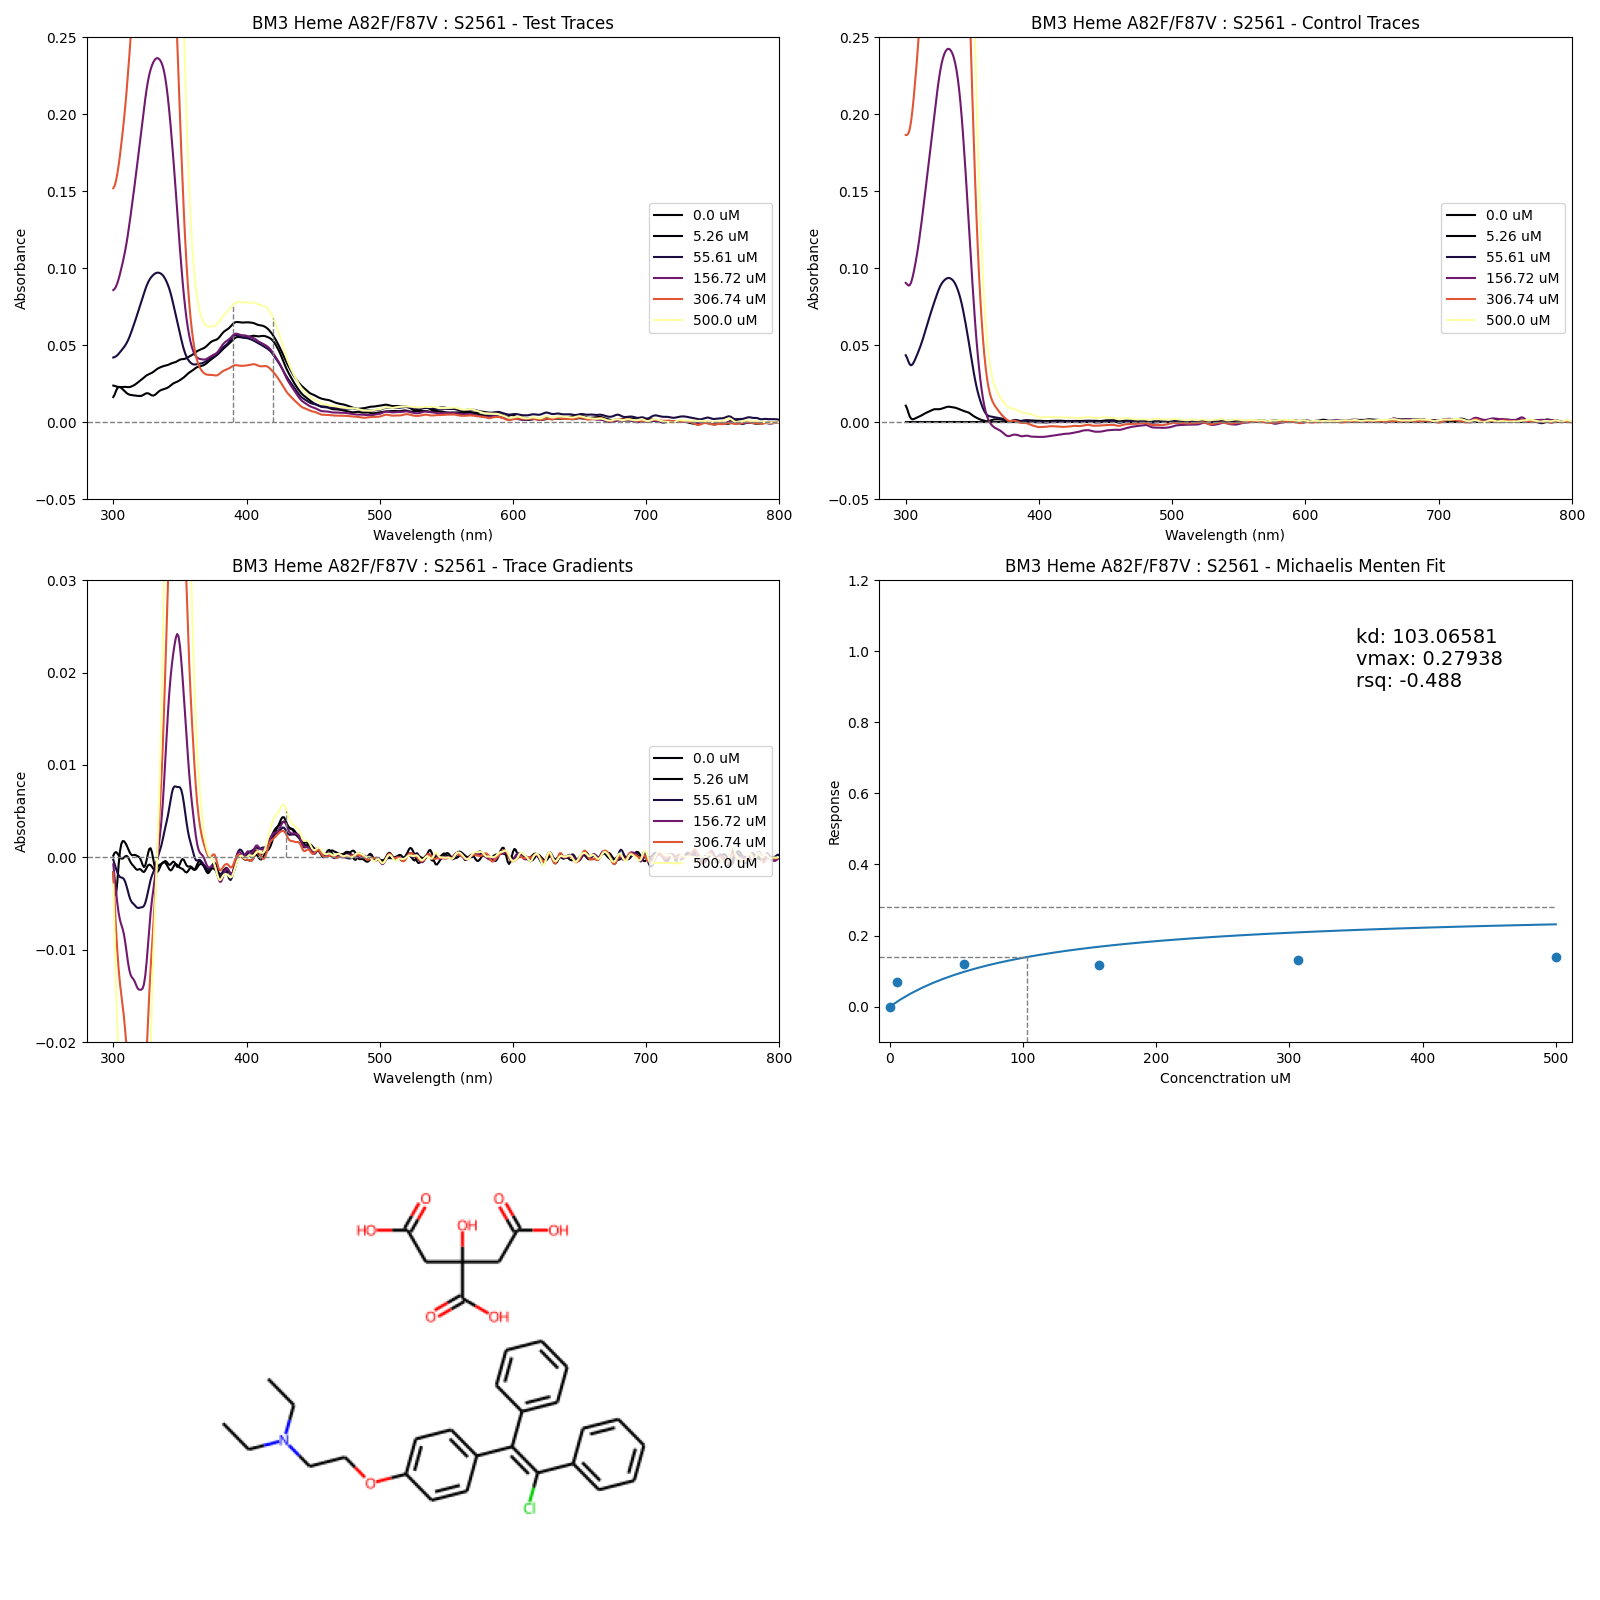 BM3 Heme A82F/F87V : S2561 - Test Traces
Absorbance
0.25
0.20
0.15
0.10
0.05
0.00
−0.05
300 400 500 600 700 800
Wavelength (nm)
0.0 uM
5.26 uM
55.61 uM
156.72 uM
306.74 uM
500.0 uM
BM3 Heme A82F/F87V : S2561 - Control Traces
Absorbance
0.25
0.20
0.15
0.10
0.05
0.00
−0.05
300 400 500 600 700 800
Wavelength (nm)
0.0 uM
5.26 uM
55.61 uM
156.72 uM
306.74 uM
500.0 uM
BM3 Heme A82F/F87V : S2561 - Trace Gradients
Absorbance
0.03
0.02
0.01
0.00
−0.01
−0.02
300 400 500 600 700 800
Wavelength (nm)
0.0 uM
5.26 uM
55.61 uM
156.72 uM
306.74 uM
500.0 uM
BM3 Heme A82F/F87V : S2561 - Michaelis Menten Fit
Response
1.2
1.0
0.8
0.6
0.4
0.2
0.0
0 100 200 300 400 500
Concenctration uM
kd: 103.06581
vmax: 0.27938
rsq: -0.488
O O
HO OH OH
O OH
N
O
Cl